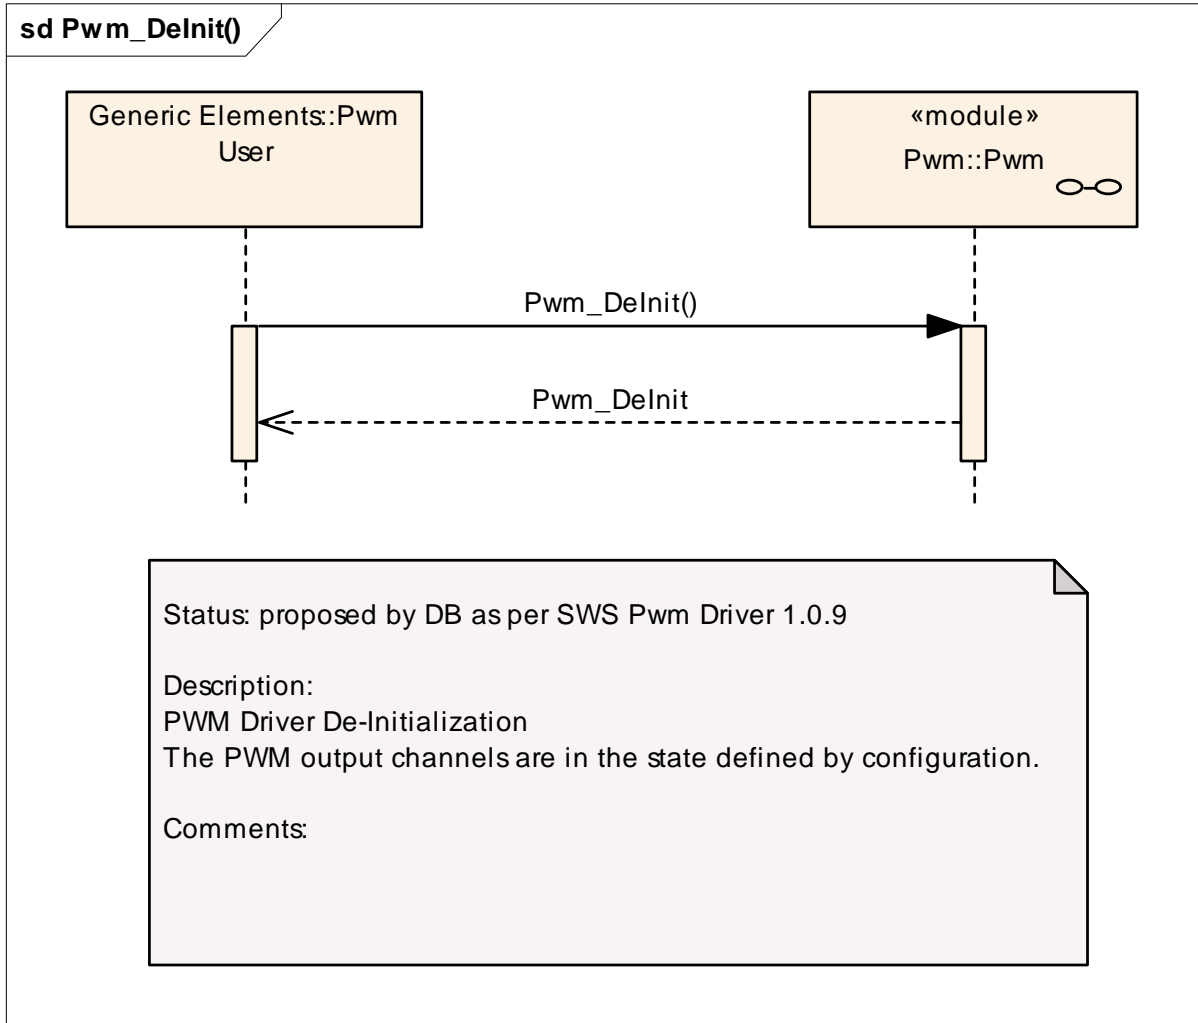 sd Pwm_DeInit()
Generic Elements::Pwm
User
«module»
Pwm::Pwm
Pwm_DeInit()
Pwm_DeInit
Status: proposed by DB as per SWS Pwm Driver 1.0.9
Description:
PWM Driver De-Initialization
The PWM output channels are in the state defined by configuration.
Comments: